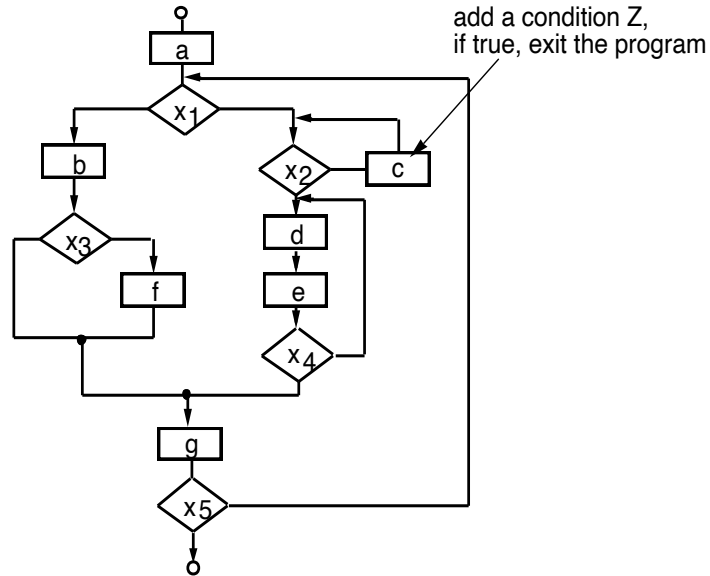 add a condition Z,
if true, exit the program
a
x1
b
x2
c
x3
d
f
e
x4
g
x5